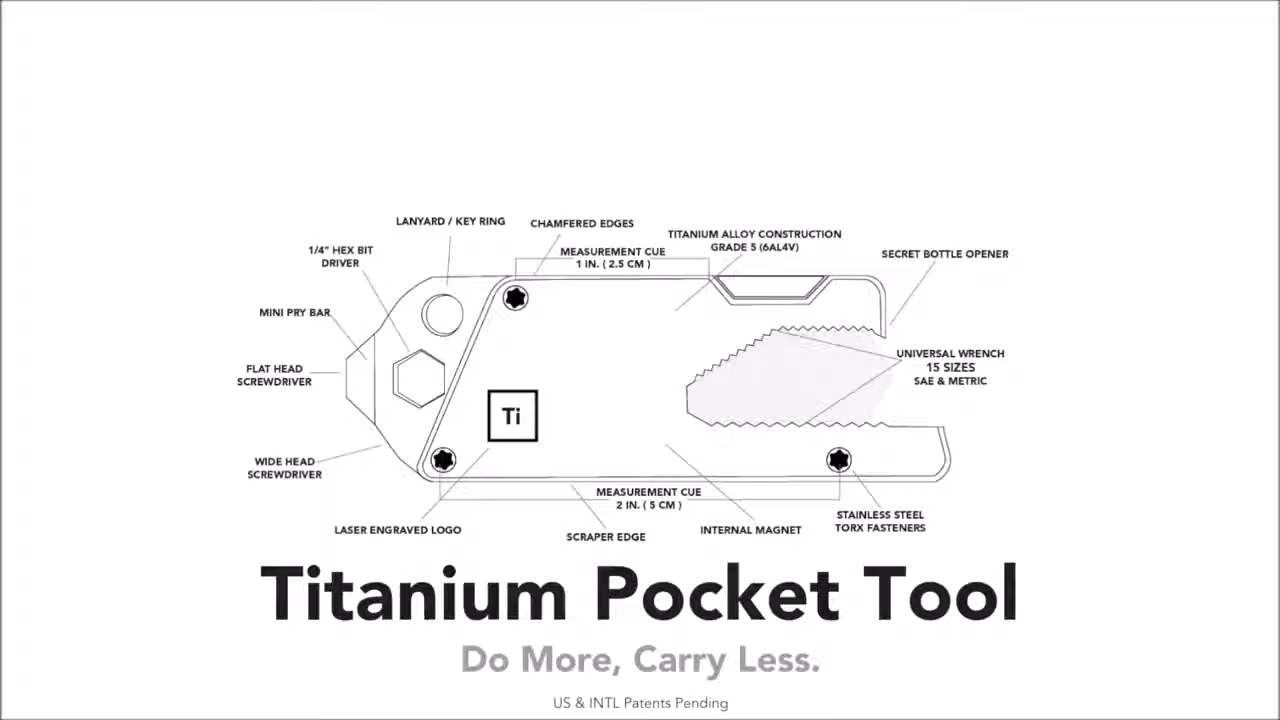 LANYARD / KEY RING
CHAMFERED EDGES
TITANIUM ALLOY CONSTRUCTION
GRADE 5 (6AL4V)
1/4" HEX BIT
DRIVER
MEASUREMENT CUE
1 IN. ( 2.5 CM )
SECRET BOTTLE OPENER
MINI PRY BAR
UNIVERSAL WRENCH
15 SIZES
SAE & METRIC
FLAT HEAD
SCREWDRIVER
Ti
WIDE HEAD
SCREWDRIVER
MEASUREMENT CUE
2 IN. ( 5 CM )
STAINLESS STEEL
TORX FASTENERS
LASER ENGRAVED LOGO
SCRAPER EDGE
INTERNAL MAGNET
Titanium Pocket Tool
Do More, Carry Less.
US & INTL Patents Pending